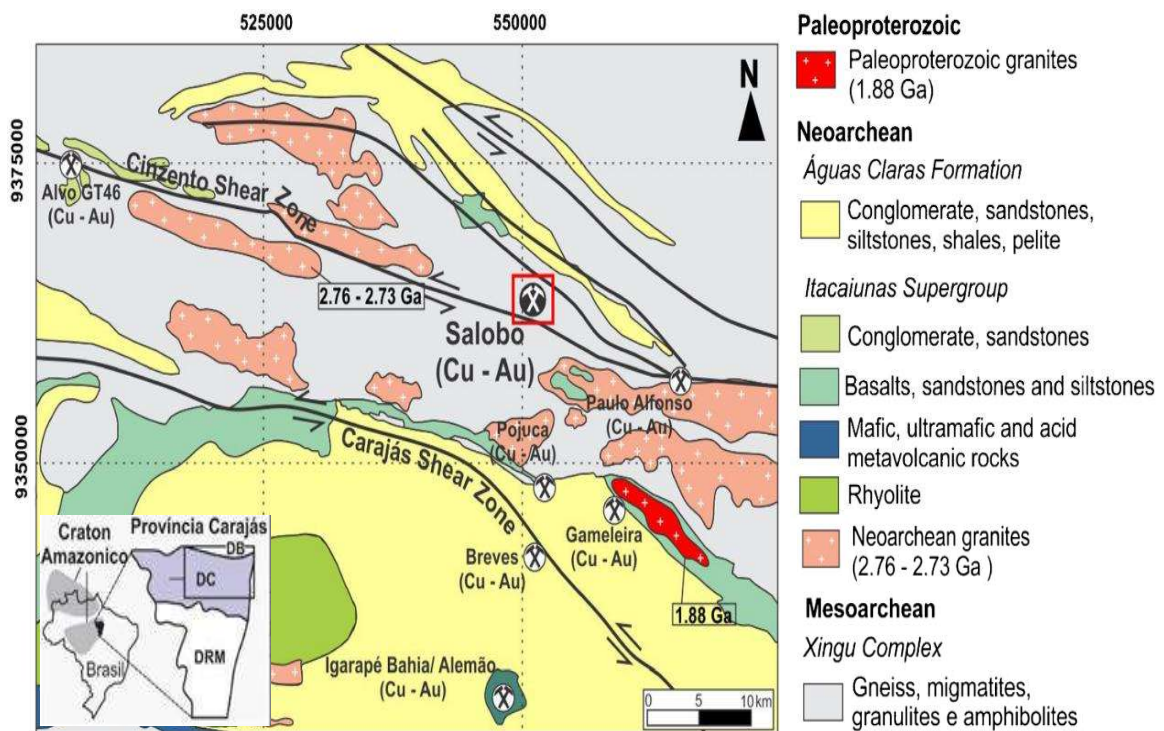 525000
550000
9375000
9350000
N
Cinzento Shear
Zone
Alvo GT46
(Cu - Au)
2.76 - 2.73 Ga
Salobo
(Cu - Au)
Paulo Alfonso
(Cu - Au)
Pojuca
(Cu - Au)
Carajás Shear Zone
Gameleira
(Cu - Au)
Breves
(Cu - Au)
1.88 Ga
Igarapé Bahia/ Alemão
(Cu - Au)
0 5 10 km
Craton
Amazonico
Brasil
Província Carajás
DB
DC
DRM
Paleoproterozoic
Paleoproterozoic granites
(1.88 Ga)
Neoarchean
Águas Claras Formation
Conglomerate, sandstones,
siltstones, shales, pelite
Itacaiunas Supergroup
Conglomerate, sandstones
Basalts, sandstones and siltstones
Mafic, ultramafic and acid
metavolcanic rocks
Rhyolite
Neoarchean granites
(2.76 - 2.73 Ga )
Mesoarchean
Xingu Complex
Gneiss, migmatites,
granulites e amphibolites